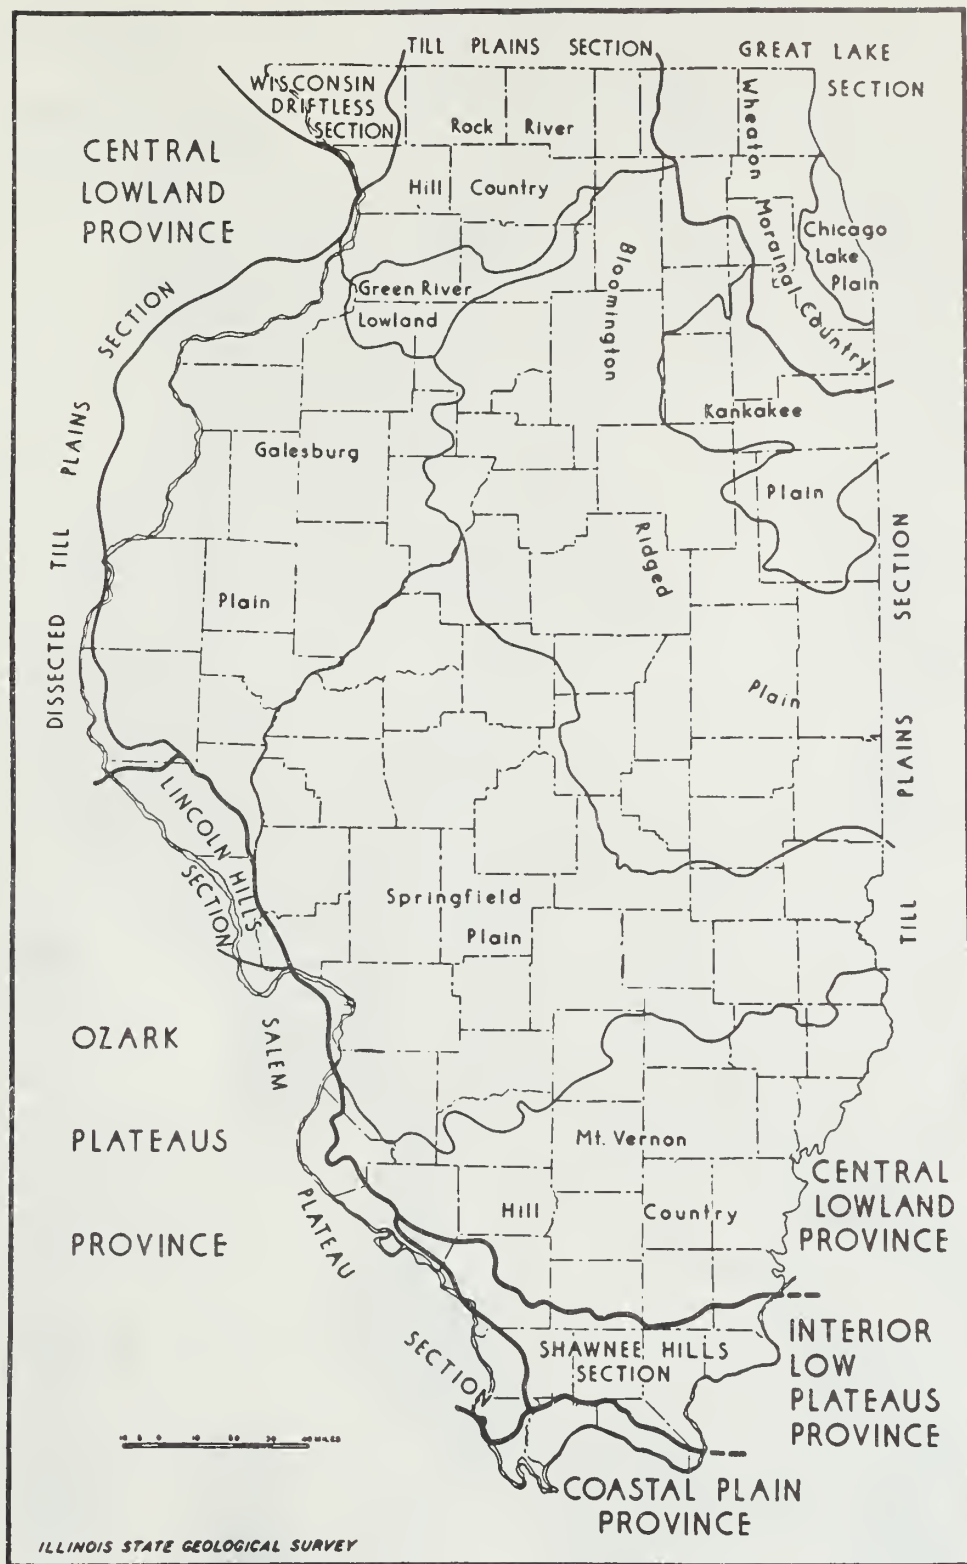 TILL PLAINS SECTION
GREAT LAKE
SECTION
WISCONSIN
DRIFTLESS
SECTION
CENTRAL
LOWLAND
PROVINCE
Rock River
Hill Country
Wheaton
Morainal Country
Chicago
Lake
Plain
Green River
Lowland
Bloomington
Ridged
Plain
Kankakee
Plain
Galesburg
Plain
DISSECTED TILL PLAINS SECTION
TILL PLAINS SECTION
LINCOLN HILLS
SECTION
Springfield
Plain
OZARK
PLATEAUS
PROVINCE
SALEM
PLATEAU
SECTION
Mt. Vernon
Hill Country
CENTRAL
LOWLAND
PROVINCE
SHAWNEE HILLS
SECTION
INTERIOR
LOW
PLATEAUS
PROVINCE
COASTAL PLAIN
PROVINCE
ILLINOIS STATE GEOLOGICAL SURVEY